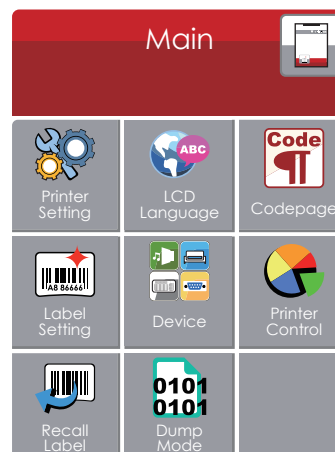 Main
ABC
Code
Printer
Setting
LCD
Language
Codepage
A8 86666
Label
Setting
Device
Printer
Control
0101
0101
Recall
Label
Dump
Mode